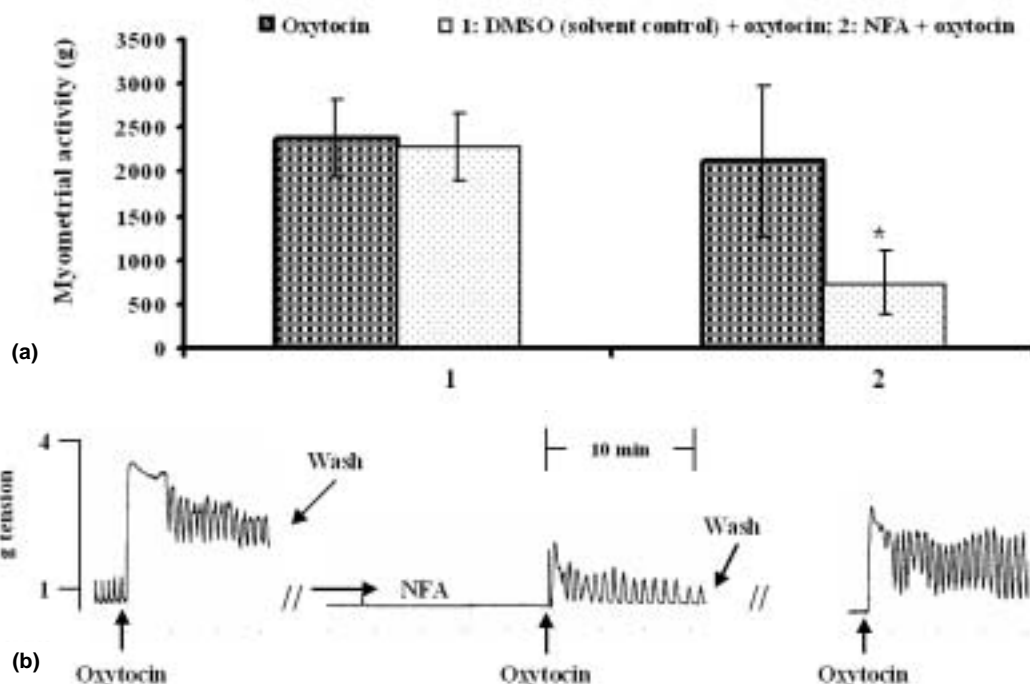 Oxytocin 1: DMSO (solvent control) + oxytocin; 2: NFA + oxytocin
Myometrial activity (g)
3500
3000
2500
2000
1500
1000
500
0
*
(a)
1 2
4
1
g tension
Wash
10 min
Wash
//
NFA
//
(b)
Oxytocin Oxytocin Oxytocin